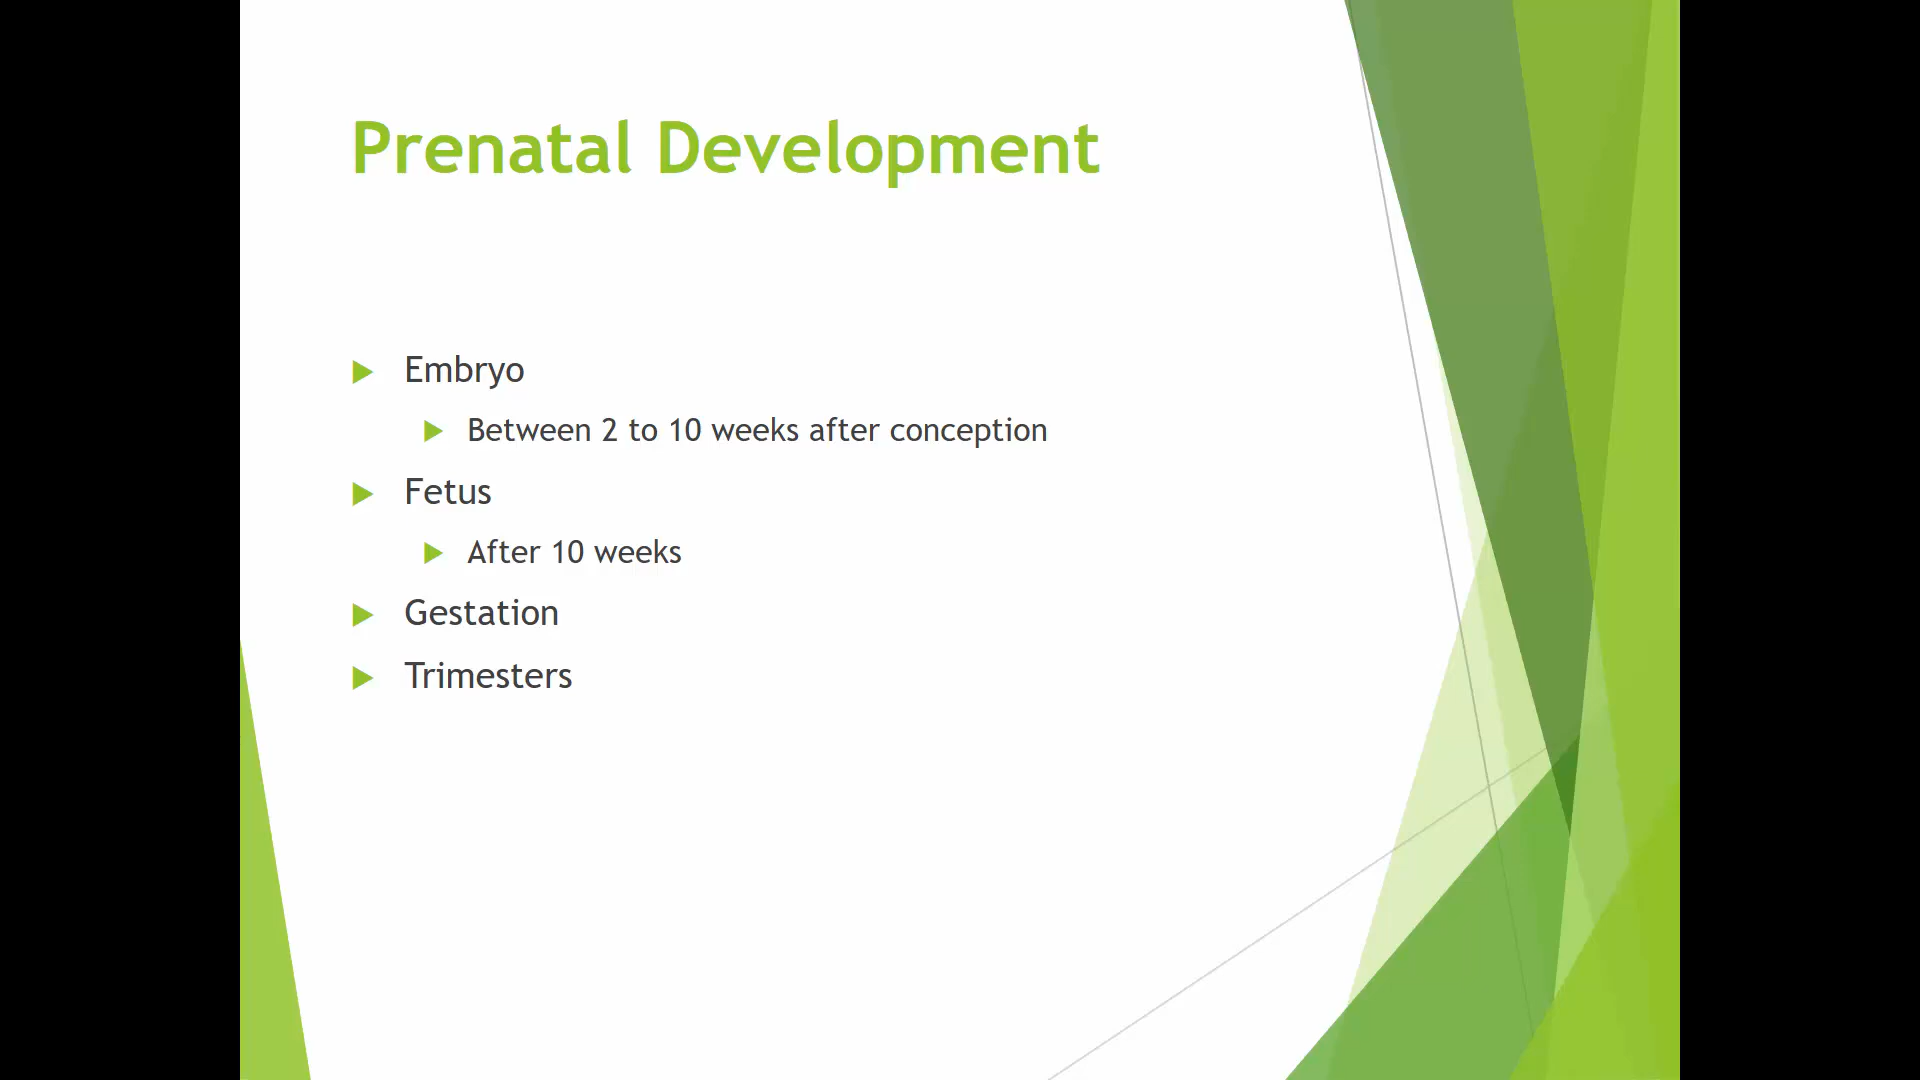 Prenatal Development
Embryo
Between 2 to 10 weeks after conception
Fetus
After 10 weeks
Gestation
Trimesters